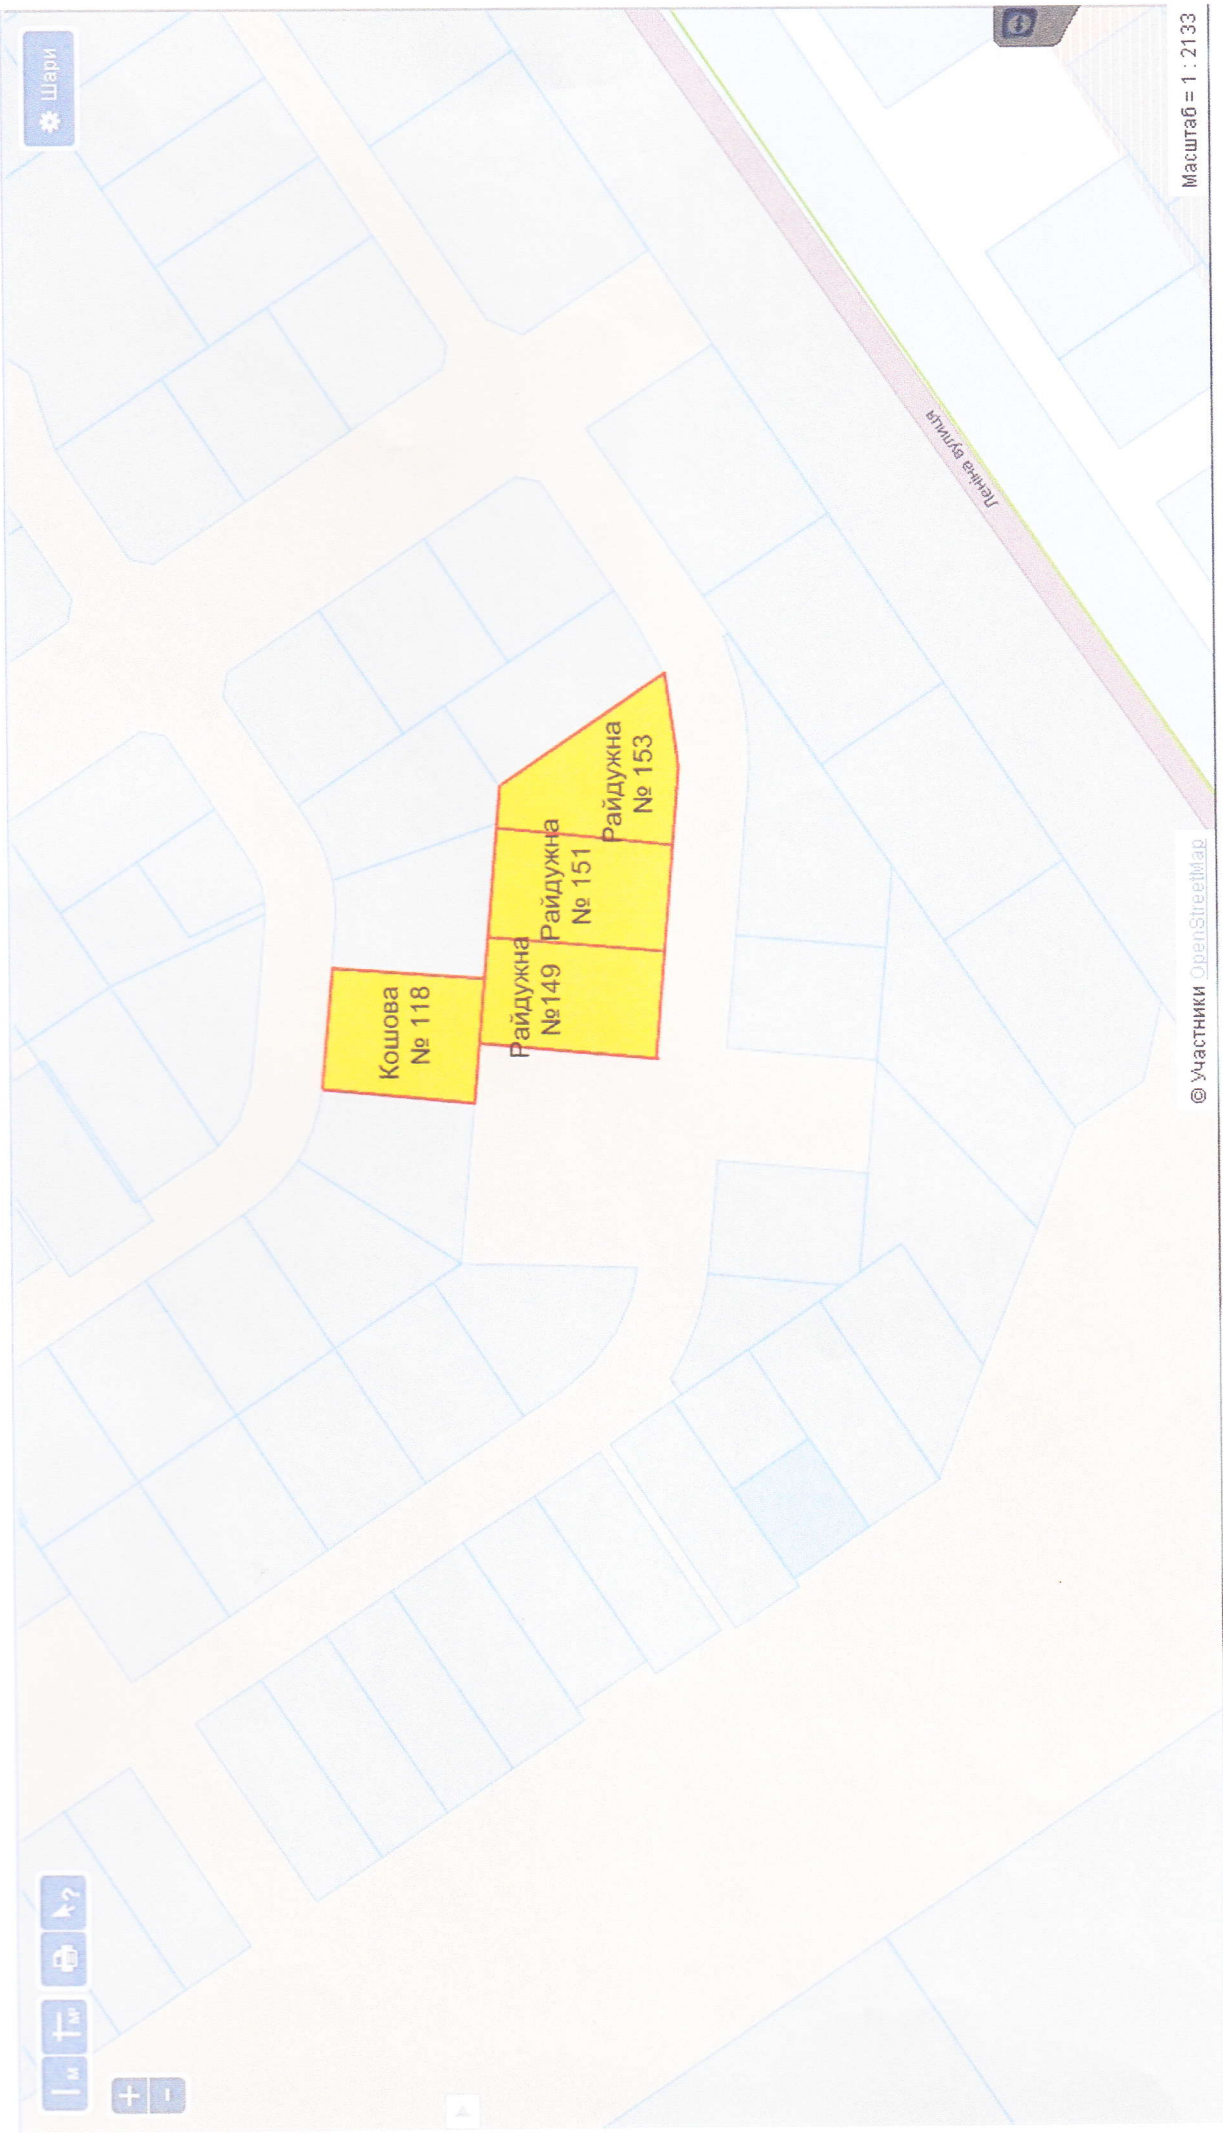 м
м²
?
+
-
Шари
Кошова
№ 118
Райдужна
№149
Райдужна
№ 151
Райдужна
№ 153
Леніна вулиця
© Участники OpenStreetMap
Масштаб = 1 : 2133